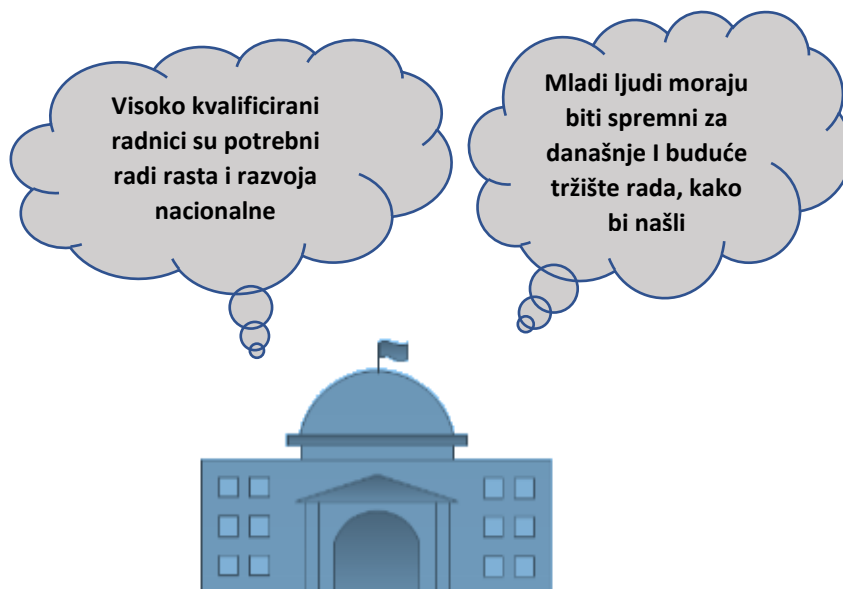 Visoko kvalificirani
radnici su potrebni
radi rasta i razvoja
nacionalne
Mladi ljudi moraju
biti spremni za
današnje I buduće
tržište rada, kako
bi našli